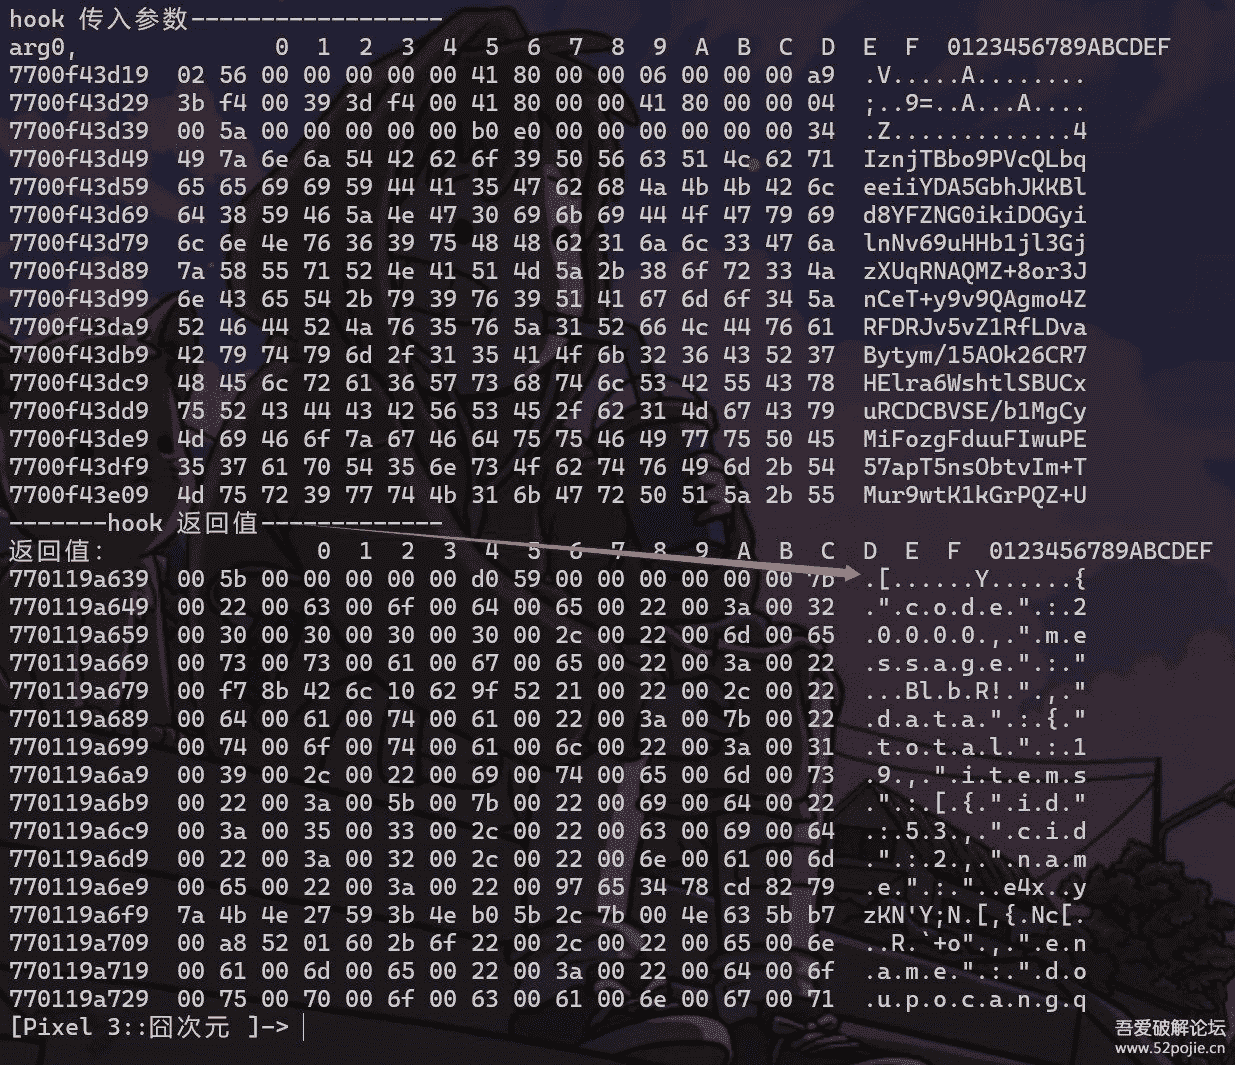 hook 传入参数------------------
arg0,               0  1  2  3  4  5  6  7  8  9  A  B  C  D  E  F  0123456789ABCDEF
7700f43d19  02 56 00 00 00 00 00 41 80 00 00 06 00 00 00 a9  .V.....A........
7700f43d29  3b f4 00 39 3d f4 00 41 80 00 00 41 80 00 00 04  ;..9=..A...A....
7700f43d39  00 5a 00 00 00 00 00 b0 e0 00 00 00 00 00 00 34  .Z.............4
7700f43d49  49 7a 6e 6a 54 42 62 6f 39 50 56 63 51 4c 62 71  IznjTBbo9PVcQLbq
7700f43d59  65 65 69 69 59 44 41 35 47 62 68 4a 4b 4b 42 6c  eeiiYDA5GbhJKKBl
7700f43d69  64 38 59 46 5a 4e 47 30 69 6b 69 44 4f 47 79 69  d8YFZNG0ikiDOGyi
7700f43d79  6c 6e 4e 76 36 39 75 48 48 62 31 6a 6c 33 47 6a  lnNv69uHHb1jl3Gj
7700f43d89  7a 58 55 71 52 4e 41 51 4d 5a 2b 38 6f 72 33 4a  zXUqRNAQMZ+8or3J
7700f43d99  6e 43 65 54 2b 79 39 76 39 51 41 67 6d 6f 34 5a  nCeT+y9v9QAgmo4Z
7700f43da9  52 46 44 52 4a 76 35 76 5a 31 52 66 4c 44 76 61  RFDRJv5vZ1RfLDva
7700f43db9  42 79 74 79 6d 2f 31 35 41 4f 6b 32 36 43 52 37  Bytym/15AOk26CR7
7700f43dc9  48 45 6c 72 61 36 57 73 68 74 6c 53 42 55 43 78  HElra6WshtlSBUCx
7700f43dd9  75 52 43 44 43 42 56 53 45 2f 62 31 4d 67 43 79  uRCDCBVSE/b1MgCy
7700f43de9  4d 69 46 6f 7a 67 46 64 75 75 46 49 77 75 50 45  MiFozgFduuFIwuPE
7700f43df9  35 37 61 70 54 35 6e 73 4f 62 74 76 49 6d 2b 54  57apT5nsObtvIm+T
7700f43e09  4d 75 72 39 77 74 4b 31 6b 47 72 50 51 5a 2b 55  Mur9wtK1kGrPQZ+U
-------hook 返回值-------------
返回值:               0  1  2  3  4  5  6  7  8  9  A  B  C  D  E  F  0123456789ABCDEF
770119a639  00 5b 00 00 00 00 00 d0 59 00 00 00 00 00 00 7b  .[......Y......{
770119a649  00 22 00 63 00 6f 00 64 00 65 00 22 00 3a 00 32  .".c.o.d.e.".:.2
770119a659  00 30 00 30 00 30 00 30 00 2c 00 22 00 6d 00 65  .0.0.0.0.,.".m.e
770119a669  00 73 00 73 00 61 00 67 00 65 00 22 00 3a 00 22  .s.s.a.g.e.".:."
770119a679  00 f7 8b 42 6c 10 62 9f 52 21 00 22 00 2c 00 22  ...Bl.b.R!.".,."
770119a689  00 64 00 61 00 74 00 61 00 22 00 3a 00 7b 00 22  .d.a.t.a.".:.{."
770119a699  00 74 00 6f 00 74 00 61 00 6c 00 22 00 3a 00 31  .t.o.t.a.l.".:.1
770119a6a9  00 39 00 2c 00 22 00 69 00 74 00 65 00 6d 00 73  .9.,.".i.t.e.m.s
770119a6b9  00 22 00 3a 00 5b 00 7b 00 22 00 69 00 64 00 22  .".:.[.{.".i.d."
770119a6c9  00 3a 00 35 00 33 00 2c 00 22 00 63 00 69 00 64  .:.5.3.,.".c.i.d
770119a6d9  00 22 00 3a 00 32 00 2c 00 22 00 6e 00 61 00 6d  .".:.2.,.".n.a.m
770119a6e9  00 65 00 22 00 3a 00 22 00 97 65 34 78 cd 82 79  .e.".:."..e4x..y
770119a6f9  7a 4b 4e 27 59 3b 4e b0 5b 2c 7b 00 4e 63 5b b7  zKN'Y;N.[,{.Nc[.
770119a709  00 a8 52 01 60 2b 6f 22 00 2c 00 22 00 65 00 6e  ..R.`+o".,.".e.n
770119a719  00 61 00 6d 00 65 00 22 00 3a 00 22 00 64 00 6f  .a.m.e.".:.".d.o
770119a729  00 75 00 70 00 6f 00 63 00 61 00 6e 00 67 00 71  .u.p.o.c.a.n.g.q
[Pixel 3::囧次元 ]->
吾爱破解论坛
www.52pojie.cn